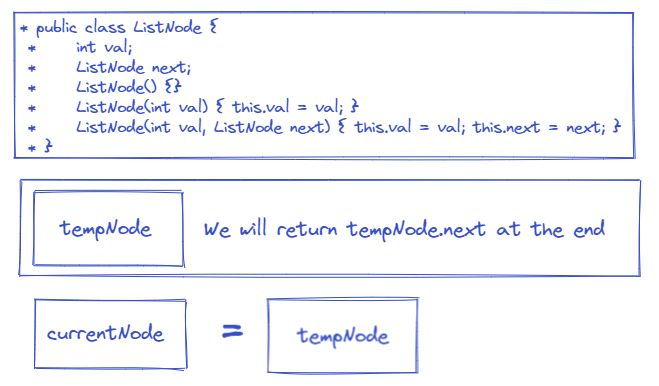 * public class ListNode {
*     int val;
*     ListNode next;
*     ListNode() {}
*     ListNode(int val) { this.val = val; }
*     ListNode(int val, ListNode next) { this.val = val; this.next = next; }
* }
tempNode We will return tempNode.next at the end
currentNode = tempNode